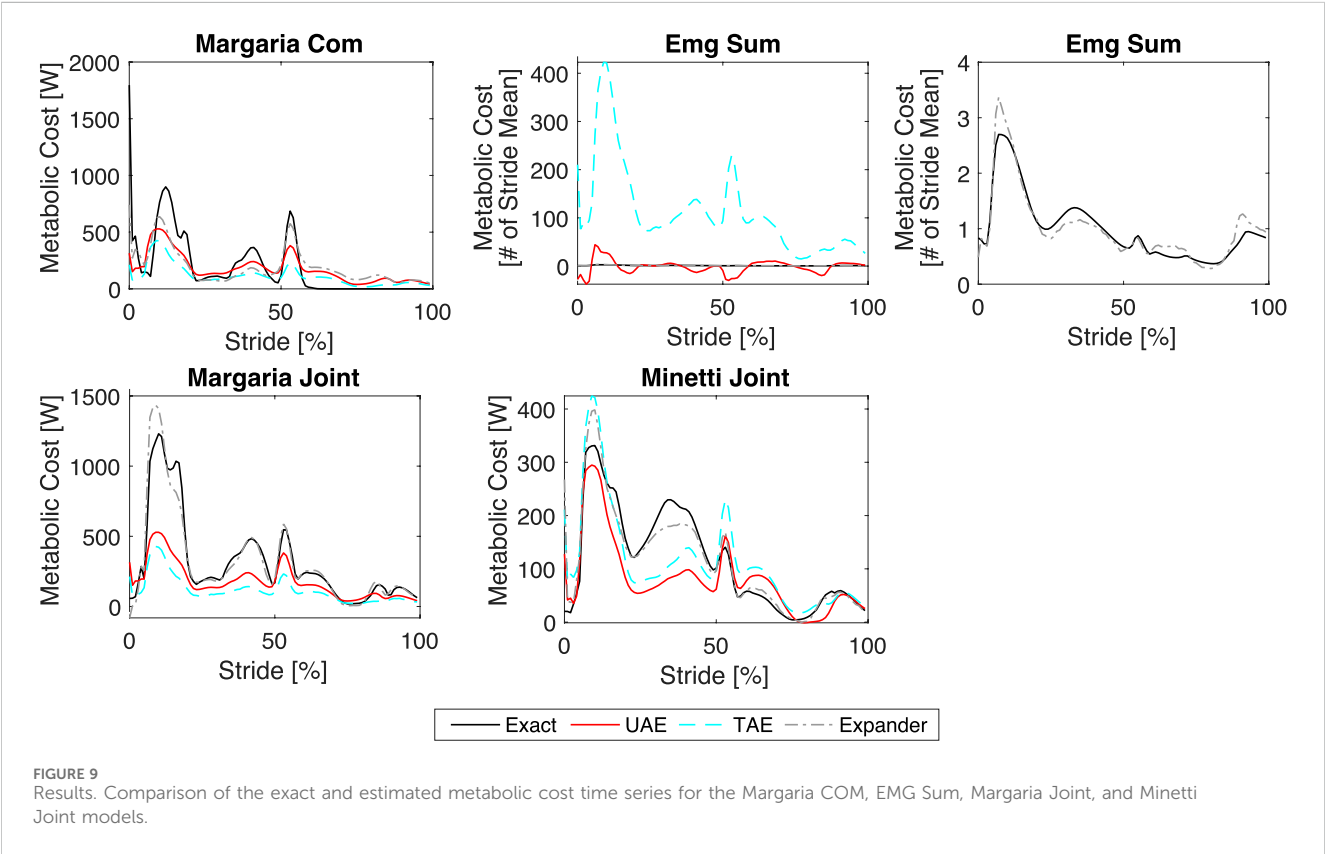 Margaria Com
Metabolic Cost [W]
2000
1500
1000
500
0
0 50 100
Stride [%]
Emg Sum
Metabolic Cost
[# of Stride Mean]
400
300
200
100
0
0 50 100
Stride [%]
Emg Sum
Metabolic Cost
[# of Stride Mean]
4
3
2
1
0
0 50 100
Stride [%]
Margaria Joint
Metabolic Cost [W]
1500
1000
500
0
0 50 100
Stride [%]
Minetti Joint
Metabolic Cost [W]
400
300
200
100
0
0 50 100
Stride [%]
Exact UAE TAE Expander
FIGURE 9
Results. Comparison of the exact and estimated metabolic cost time series for the Margaria COM, EMG Sum, Margaria Joint, and Minetti
Joint models.